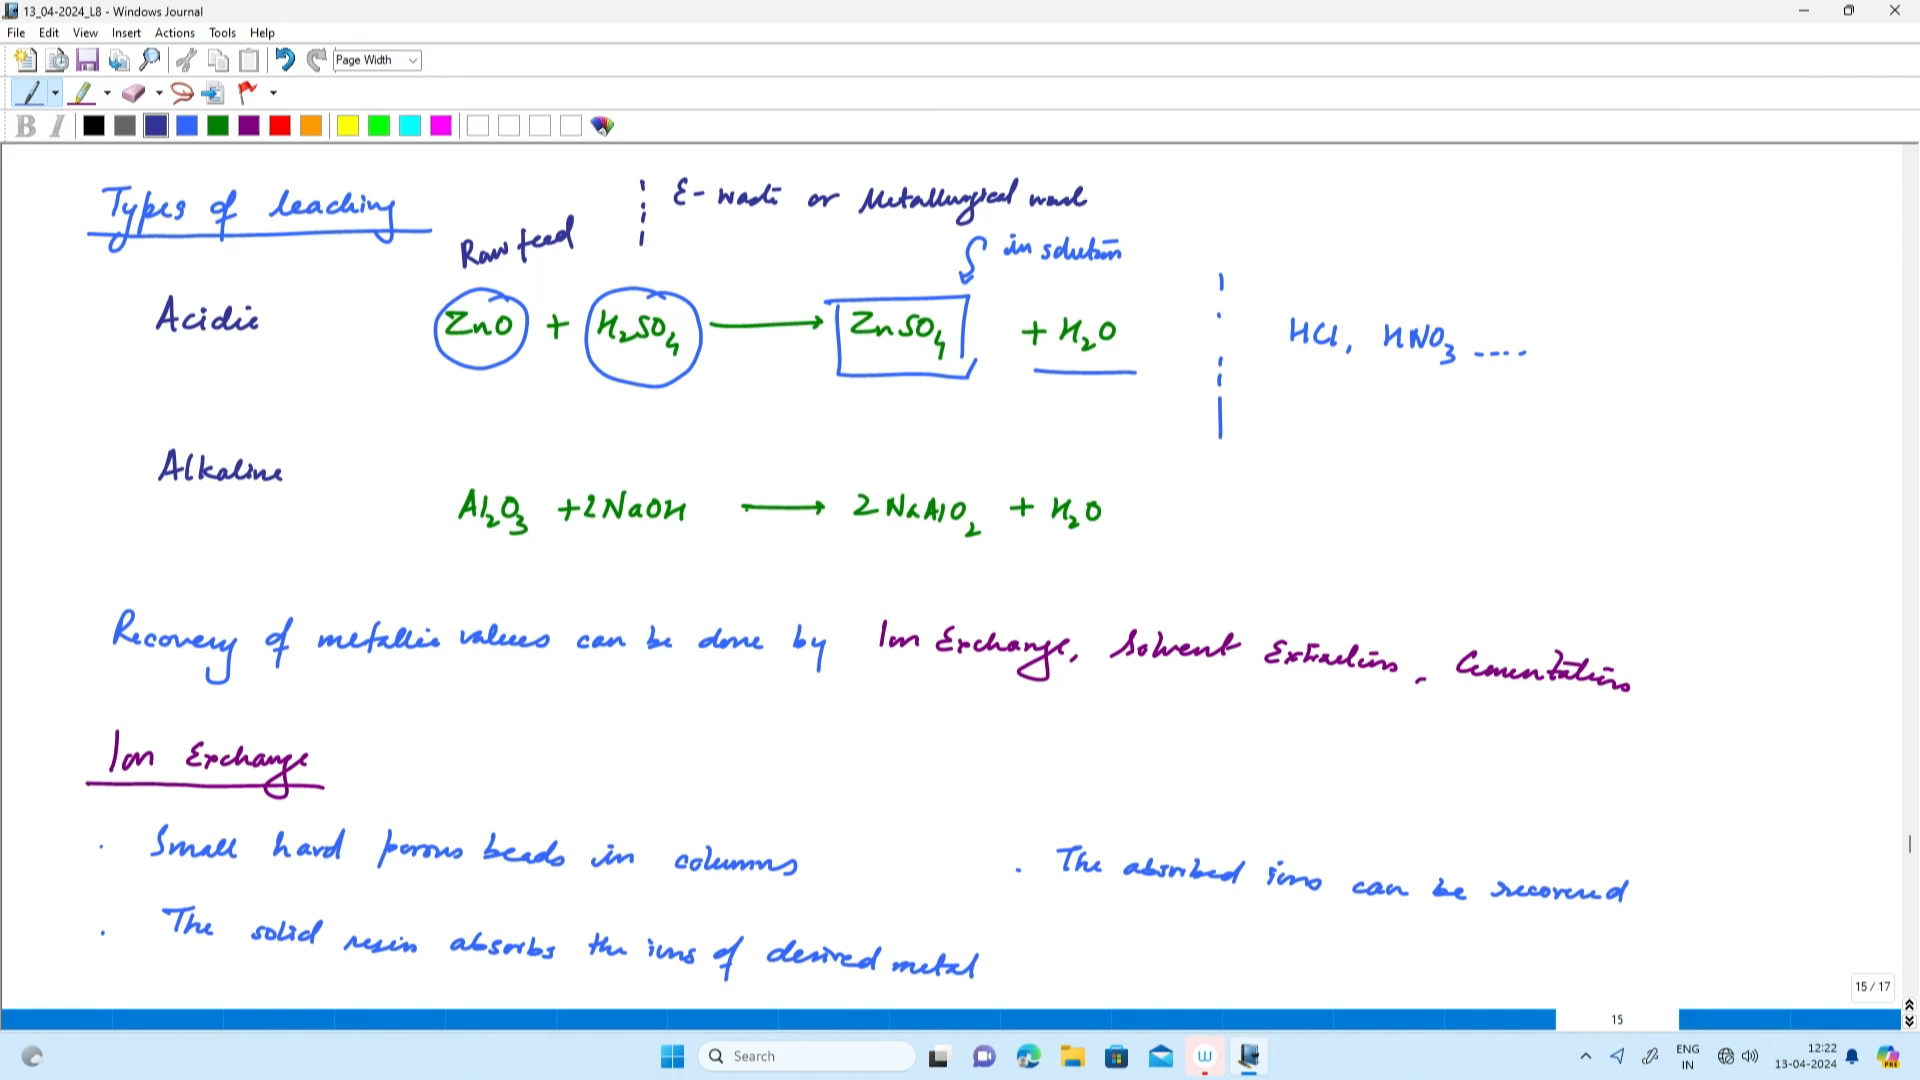 13_04-2024_L8 - Windows Journal
File Edit View Insert Actions Tools Help
Page Width
B I
Types of leaching
E-waste or Metallurgical waste
Raw feed
in solution
Acidic ZnO + H₂SO₄ → ZnSO₄ + H₂O HCl, HNO₃ ----
Alkaline
Al₂O₃ + 2NaOH → 2NaAlO₂ + H₂O
Recovery of metallic values can be done by Ion Exchange, Solvent Extraction, Cementation
Ion Exchange
· Small hard porous beads in columns
· The absorbed ions can be recovered
· The solid resin absorbs the ions of desired metal
15 / 17
15
Search
ENG
IN
12:22
13-04-2024